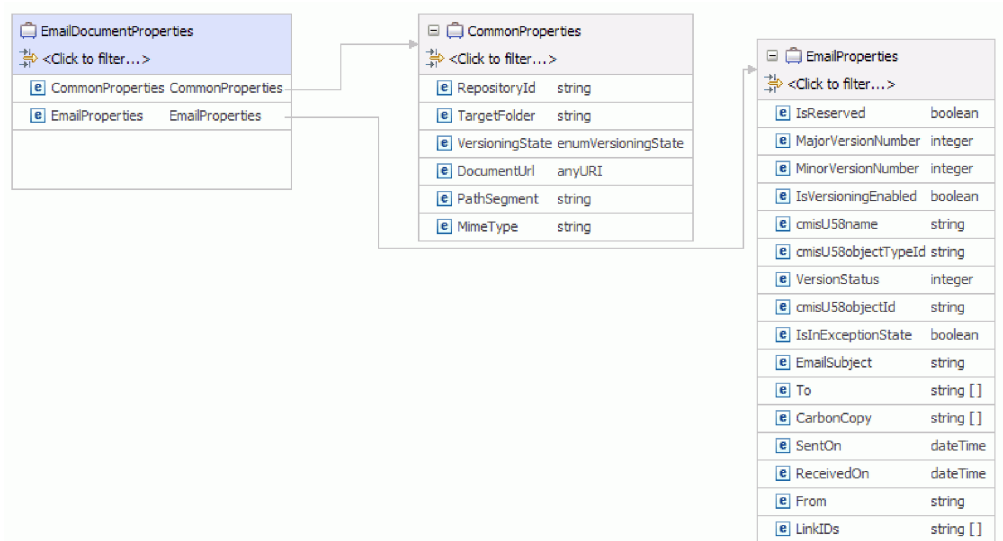 EmailDocumentProperties
<Click to filter...>
CommonProperties CommonProperties
EmailProperties EmailProperties
CommonProperties
<Click to filter...>
RepositoryId string
TargetFolder string
VersioningState enumVersioningState
DocumentUrl anyURI
PathSegment string
MimeType string
EmailProperties
<Click to filter...>
IsReserved boolean
MajorVersionNumber integer
MinorVersionNumber integer
IsVersioningEnabled boolean
cmisU58name string
cmisU58objectTypeId string
VersionStatus integer
cmisU58objectId string
IsInExceptionState boolean
EmailSubject string
To string []
CarbonCopy string []
SentOn dateTime
ReceivedOn dateTime
From string
LinkIDs string []